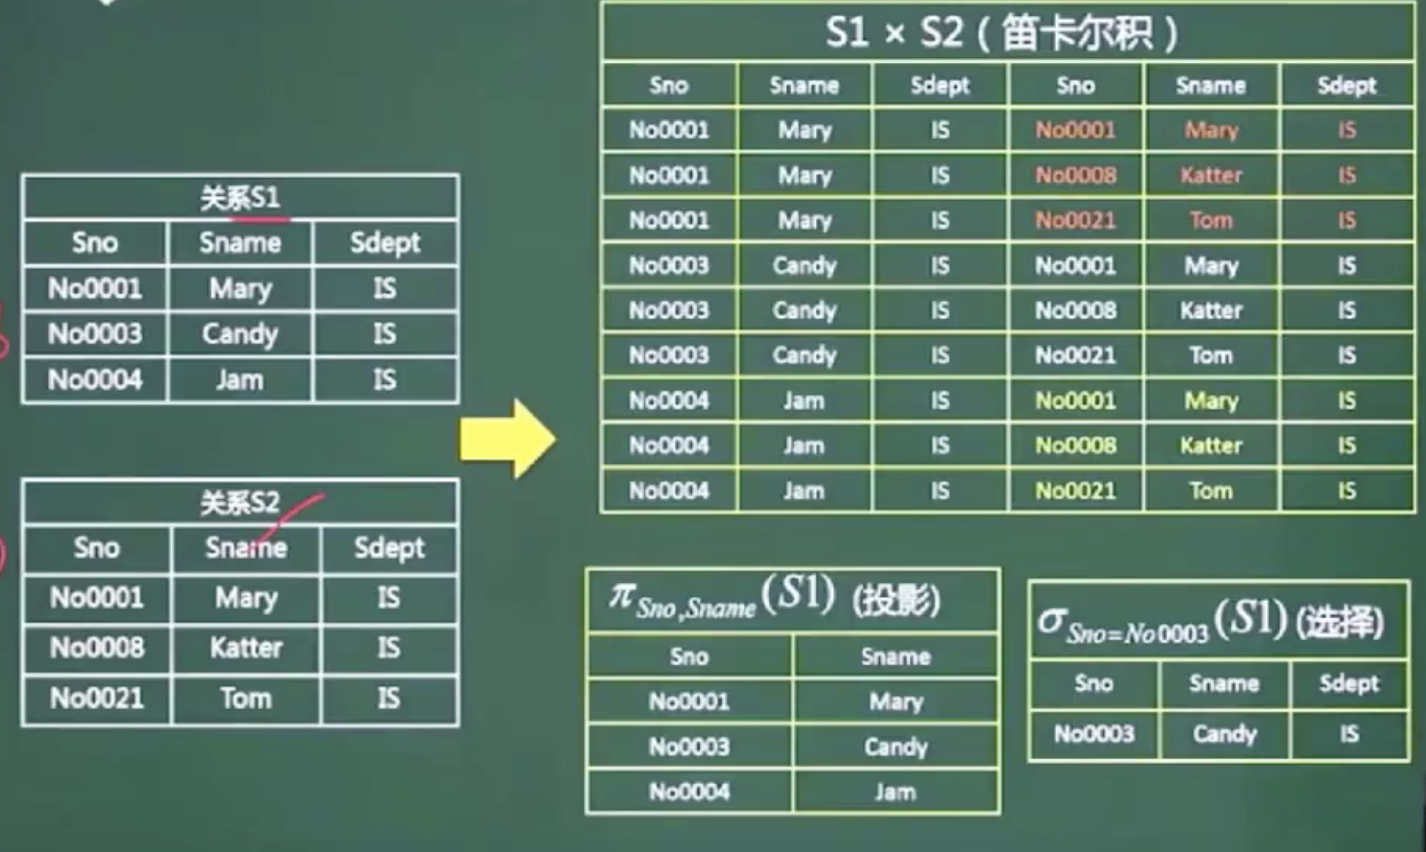 关系S1
Sno Sname Sdept
No0001 Mary IS
No0003 Candy IS
No0004 Jam IS
关系S2
Sno Sname Sdept
No0001 Mary IS
No0008 Katter IS
No0021 Tom IS
S1 × S2（笛卡尔积）
Sno Sname Sdept Sno Sname Sdept
No0001 Mary IS No0001 Mary IS
No0001 Mary IS No0008 Katter IS
No0001 Mary IS No0021 Tom IS
No0003 Candy IS No0001 Mary IS
No0003 Candy IS No0008 Katter IS
No0003 Candy IS No0021 Tom IS
No0004 Jam IS No0001 Mary IS
No0004 Jam IS No0008 Katter IS
No0004 Jam IS No0021 Tom IS
π Sno,Sname (S1) (投影)
Sno Sname
No0001 Mary
No0003 Candy
No0004 Jam
σ Sno=No0003 (S1) (选择)
Sno Sname Sdept
No0003 Candy IS